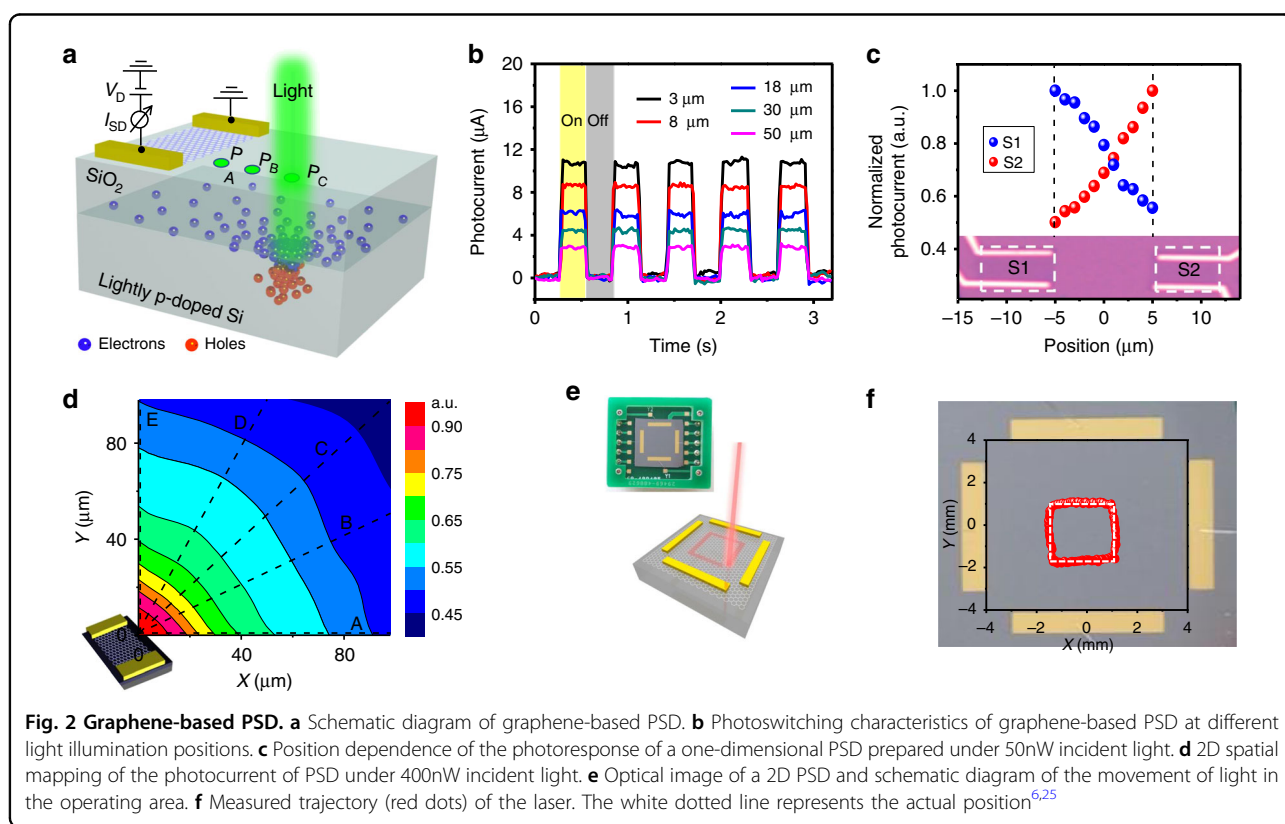 a
V_D
I_SD
Light
P_A
P_B
P_C
SiO2
Lightly p-doped Si
Electrons
Holes
b
Photocurrent (μA)
20
16
12
8
4
0
On
Off
3 μm
8 μm
18 μm
30 μm
50 μm
0
1
2
3
Time (s)
c
Normalized
photocurrent (a.u.)
1.0
0.8
0.6
0.4
S1
S2
S1
S2
−15
−10
−5
0
5
10
Position (μm)
d
Y (μm)
80
40
0
0
40
80
X (μm)
E
D
C
B
A
a.u.
0.90
0.75
0.65
0.55
0.45
e
f
Y (mm)
4
2
0
−2
−4
−4
−2
0
2
4
X (mm)
Fig. 2 Graphene-based PSD. a Schematic diagram of graphene-based PSD. b Photoswitching characteristics of graphene-based PSD at different
light illumination positions. c Position dependence of the photoresponse of a one-dimensional PSD prepared under 50nW incident light. d 2D spatial
mapping of the photocurrent of PSD under 400nW incident light. e Optical image of a 2D PSD and schematic diagram of the movement of light in
the operating area. f Measured trajectory (red dots) of the laser. The white dotted line represents the actual position6,25